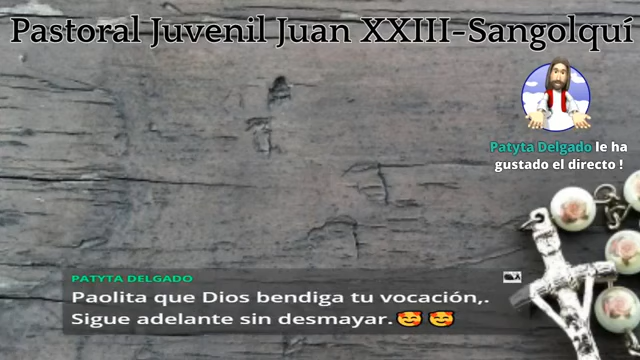 Pastoral Juvenil Juan XXIII-Sangolquí
Patyta Delgado le ha
gustado el directo !
PATYTA DELGADO
Paolita que Dios bendiga tu vocación,.
Sigue adelante sin desmayar.🥰 🥰